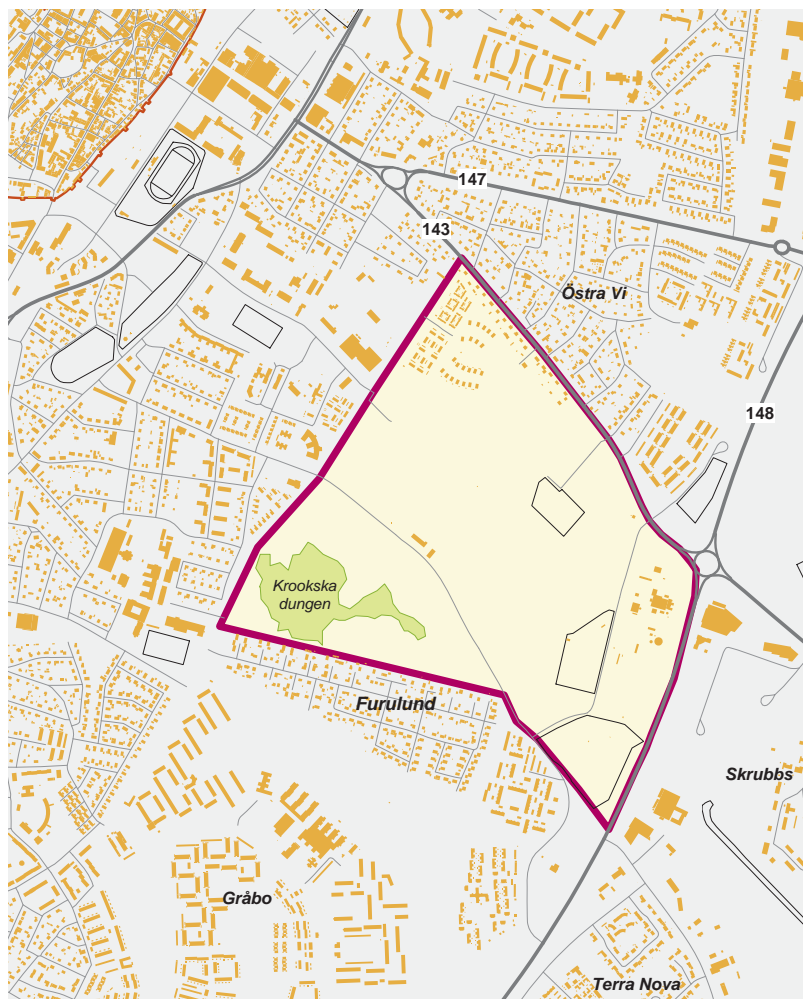 147
143
Östra Vi
148
Krookska
dungen
Furulund
Skrubbs
Gråbo
Terra Nova